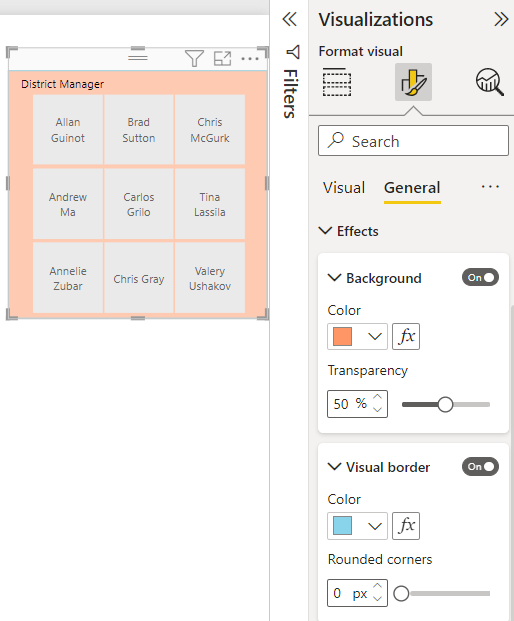 District Manager
Allan
Guinot
Brad
Sutton
Chris
McGurk
Andrew
Ma
Carlos
Grilo
Tina
Lassila
Annelie
Zubar
Chris Gray
Valery
Ushakov
Filters
Visualizations
Format visual
Search
Visual General
Effects
Background On
Color
fx
Transparency
50 %
Visual border On
Color
fx
Rounded corners
0 px